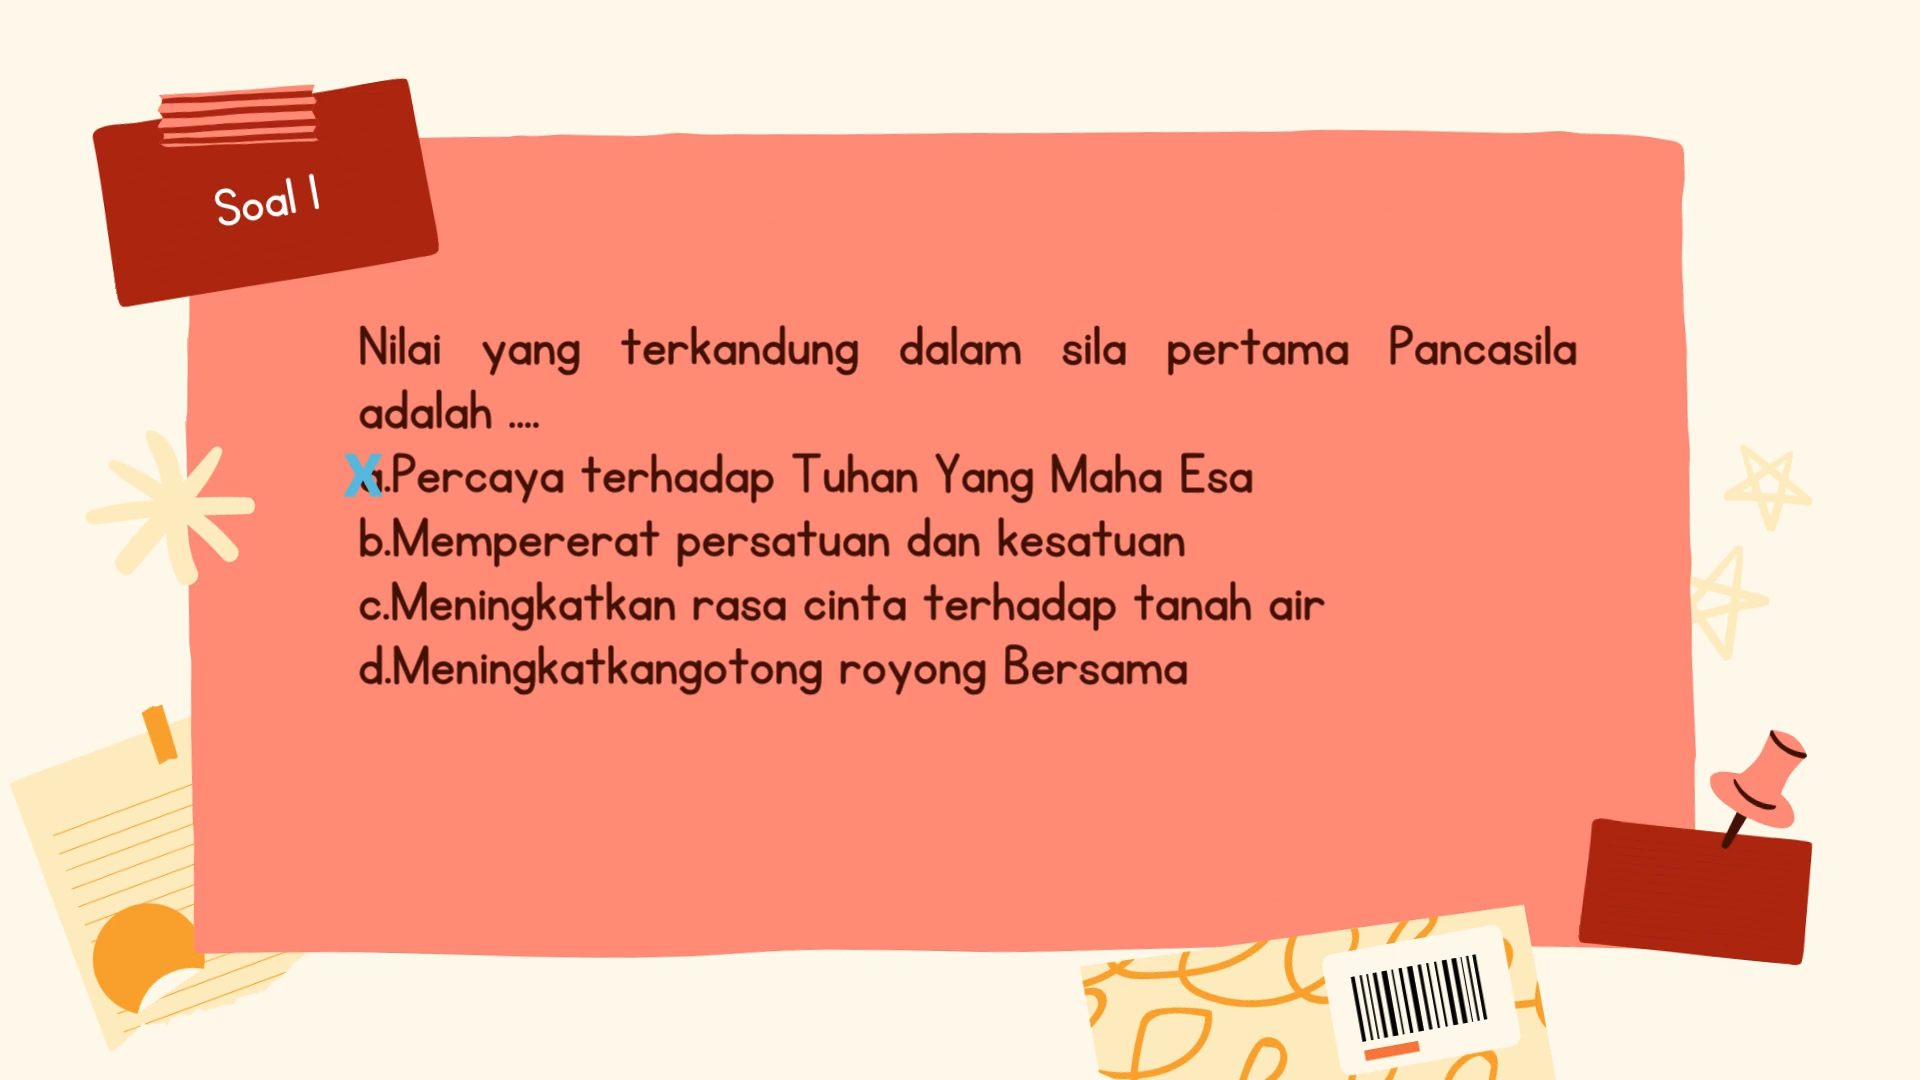 Soal 1
Nilai yang terkandung dalam sila pertama Pancasila
adalah ....
X a.Percaya terhadap Tuhan Yang Maha Esa
b.Mempererat persatuan dan kesatuan
c.Meningkatkan rasa cinta terhadap tanah air
d.Meningkatkangotong royong Bersama